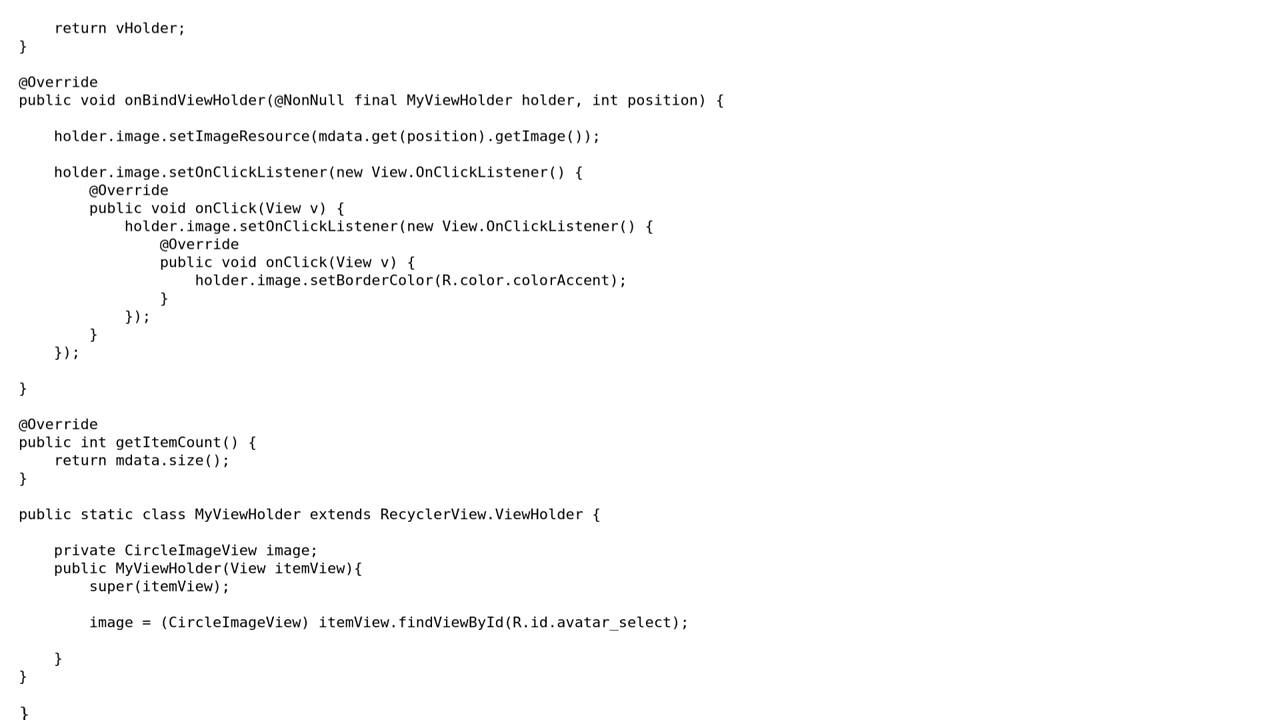 return vHolder;
}

@Override
public void onBindViewHolder(@NonNull final MyViewHolder holder, int position) {

    holder.image.setImageResource(mdata.get(position).getImage());

    holder.image.setOnClickListener(new View.OnClickListener() {
        @Override
        public void onClick(View v) {
            holder.image.setOnClickListener(new View.OnClickListener() {
                @Override
                public void onClick(View v) {
                    holder.image.setBorderColor(R.color.colorAccent);
                }
            });
        }
    });

}

@Override
public int getItemCount() {
    return mdata.size();
}

public static class MyViewHolder extends RecyclerView.ViewHolder {

    private CircleImageView image;
    public MyViewHolder(View itemView){
        super(itemView);

        image = (CircleImageView) itemView.findViewById(R.id.avatar_select);

    }
}

}